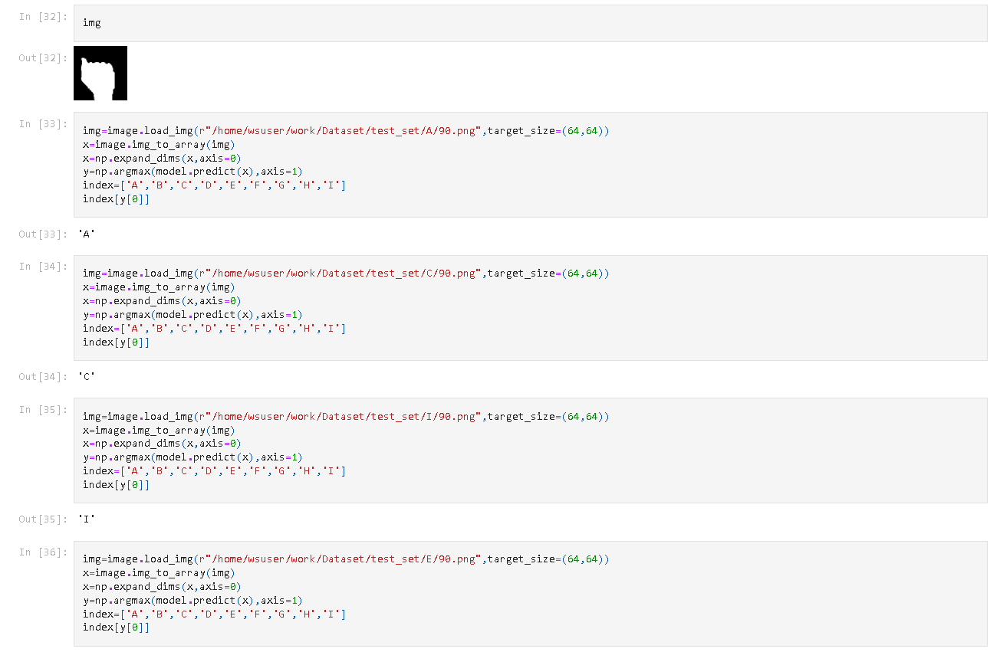 In [32]:
img
Out[32]:
In [33]:
img=image.load_img(r"/home/wsuser/work/Dataset/test_set/A/90.png",target_size=(64,64))
x=image.img_to_array(img)
x=np.expand_dims(x,axis=0)
y=np.argmax(model.predict(x),axis=1)
index=['A','B','C','D','E','F','G','H','I']
index[y[0]]
Out[33]: 'A'
In [34]:
img=image.load_img(r"/home/wsuser/work/Dataset/test_set/C/90.png",target_size=(64,64))
x=image.img_to_array(img)
x=np.expand_dims(x,axis=0)
y=np.argmax(model.predict(x),axis=1)
index=['A','B','C','D','E','F','G','H','I']
index[y[0]]
Out[34]: 'C'
In [35]:
img=image.load_img(r"/home/wsuser/work/Dataset/test_set/I/90.png",target_size=(64,64))
x=image.img_to_array(img)
x=np.expand_dims(x,axis=0)
y=np.argmax(model.predict(x),axis=1)
index=['A','B','C','D','E','F','G','H','I']
index[y[0]]
Out[35]: 'I'
In [36]:
img=image.load_img(r"/home/wsuser/work/Dataset/test_set/E/90.png",target_size=(64,64))
x=image.img_to_array(img)
x=np.expand_dims(x,axis=0)
y=np.argmax(model.predict(x),axis=1)
index=['A','B','C','D','E','F','G','H','I']
index[y[0]]